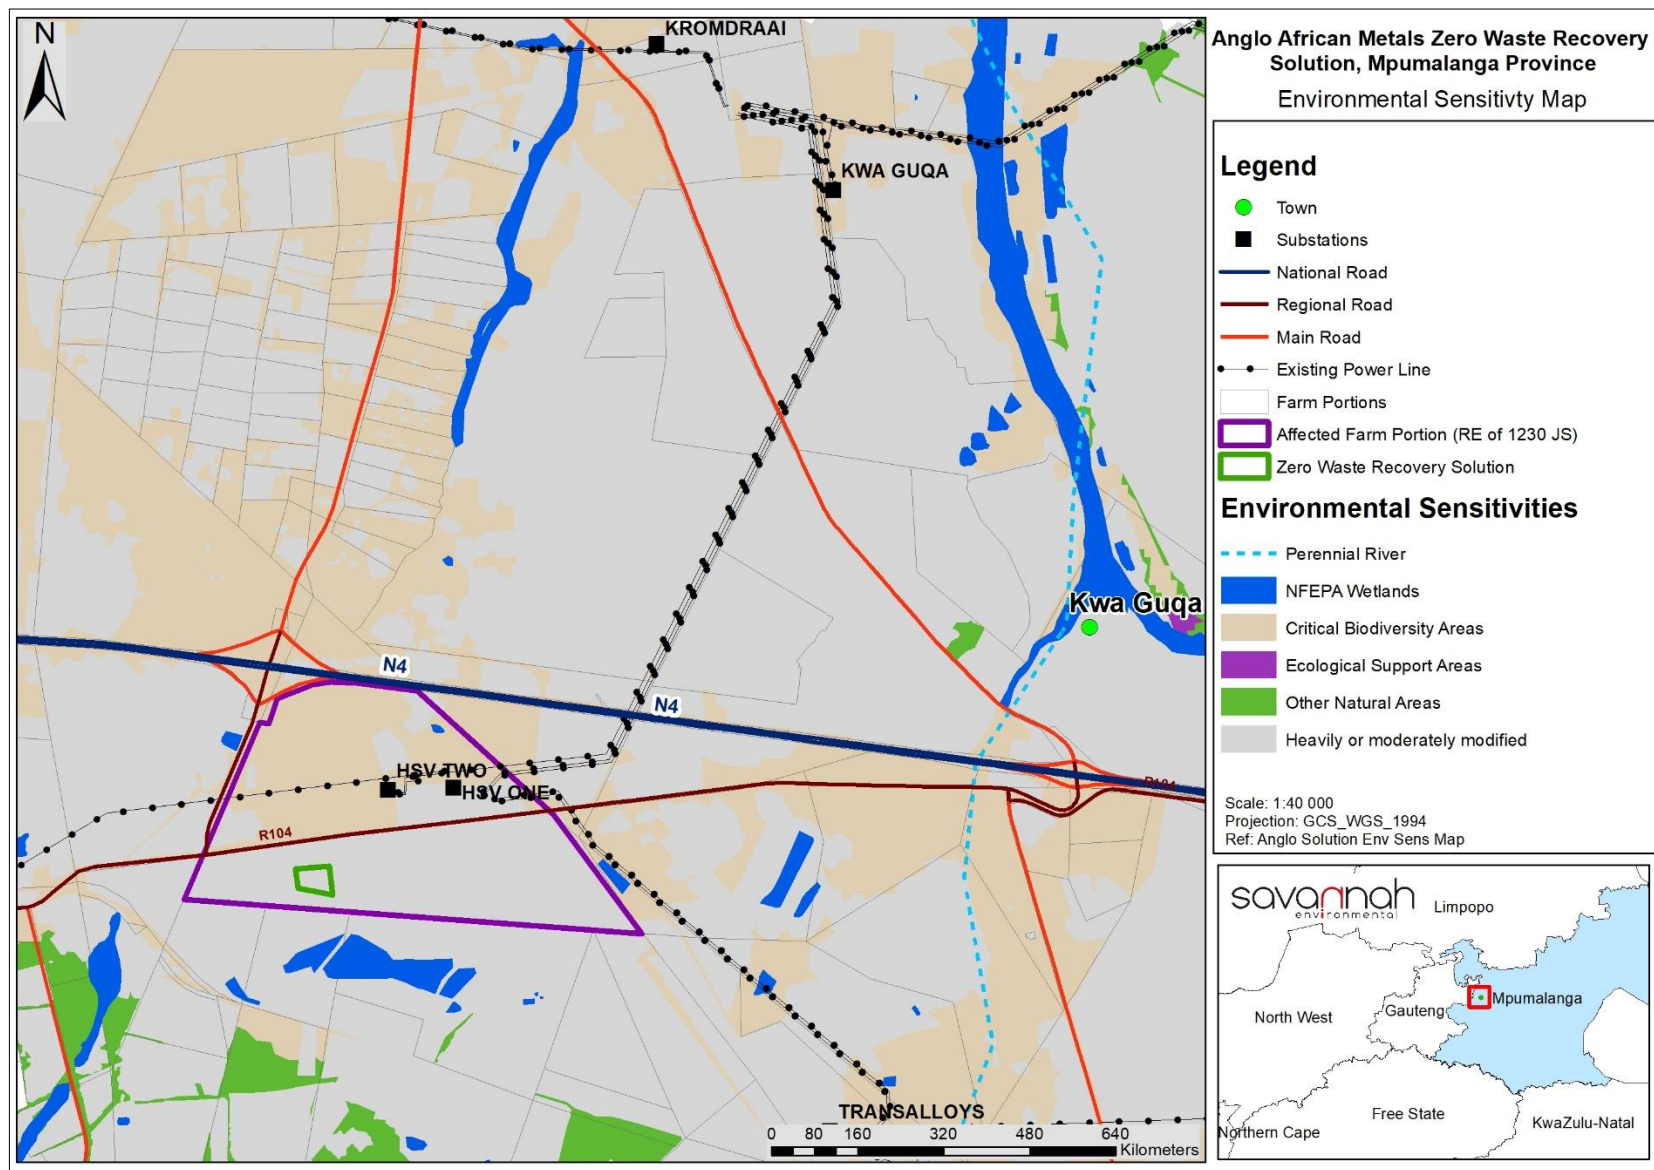 N
KROMDRAAI
KWA GUQA
Kwa Guqa
N4
N4
HSV TWO
HSV ONE
R104
R104
TRANSALLOYS
0 80 160 320 480 640
Kilometers
Anglo African Metals Zero Waste Recovery
Solution, Mpumalanga Province
Environmental Sensitivty Map
Legend
Town
Substations
National Road
Regional Road
Main Road
Existing Power Line
Farm Portions
Affected Farm Portion (RE of 1230 JS)
Zero Waste Recovery Solution
Environmental Sensitivities
Perennial River
NFEPA Wetlands
Critical Biodiversity Areas
Ecological Support Areas
Other Natural Areas
Heavily or moderately modified
Scale: 1:40 000
Projection: GCS_WGS_1994
Ref: Anglo Solution Env Sens Map
savannah
environmental
Limpopo
Mpumalanga
Gauteng
North West
Free State
Northern Cape
KwaZulu-Natal